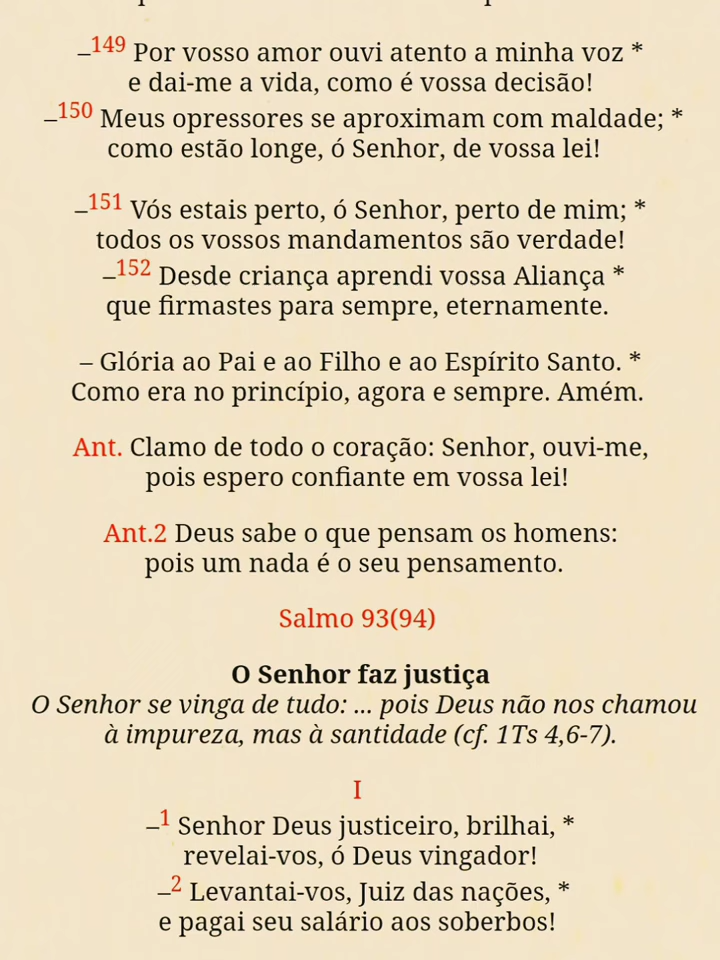 –149 Por vosso amor ouvi atento a minha voz *
e dai-me a vida, como é vossa decisão!
–150 Meus opressores se aproximam com maldade; *
como estão longe, ó Senhor, de vossa lei!
–151 Vós estais perto, ó Senhor, perto de mim; *
todos os vossos mandamentos são verdade!
–152 Desde criança aprendi vossa Aliança *
que firmastes para sempre, eternamente.
– Glória ao Pai e ao Filho e ao Espírito Santo. *
Como era no princípio, agora e sempre. Amém.
Ant. Clamo de todo o coração: Senhor, ouvi-me,
pois espero confiante em vossa lei!
Ant.2 Deus sabe o que pensam os homens:
pois um nada é o seu pensamento.
Salmo 93(94)
O Senhor faz justiça
O Senhor se vinga de tudo: ... pois Deus não nos chamou
à impureza, mas à santidade (cf. 1Ts 4,6-7).
I
–1 Senhor Deus justiceiro, brilhai, *
revelai-vos, ó Deus vingador!
–2 Levantai-vos, Juiz das nações, *
e pagai seu salário aos soberbos!